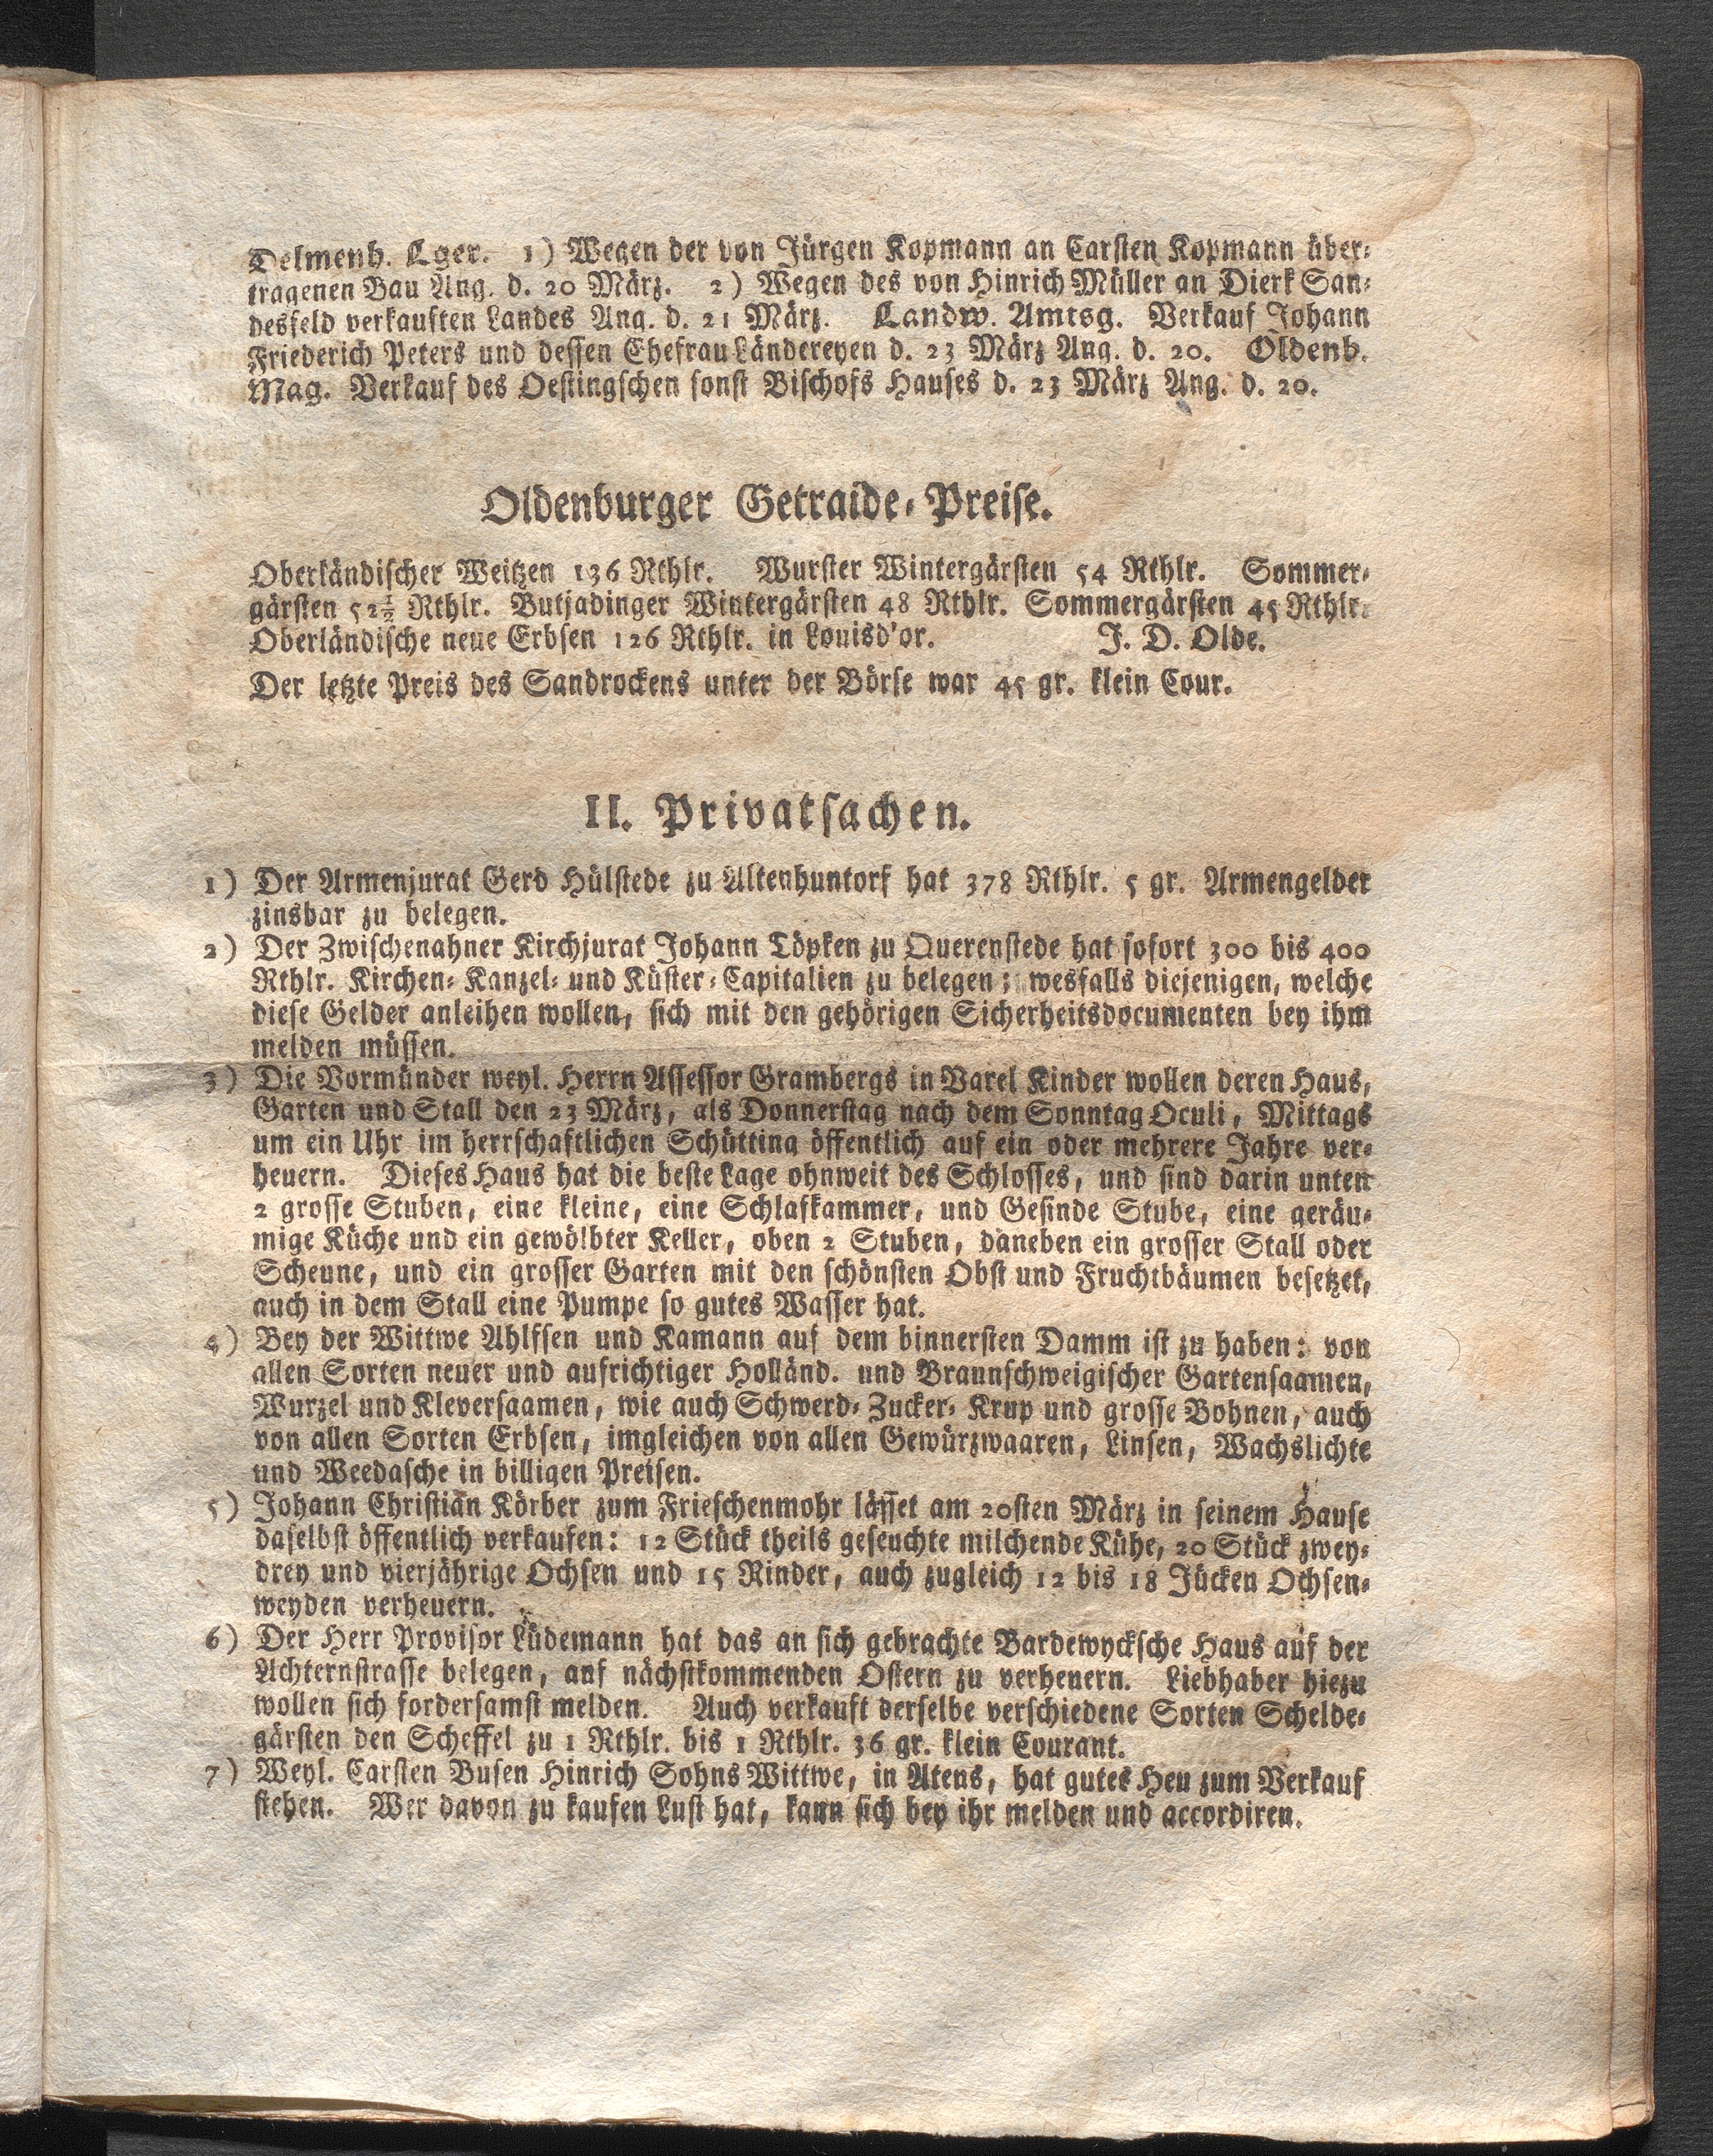 Delmenh. Lger. 1) Wegen der von Jürgen Kopmann an Carsten Kopmann über-
tragenen Bau Ang. d. 20 März. 2) Wegen des von Hinrich Müller an Dierk San-
desfeld verkauften Landes Ang. d. 21 März. Landw. Amtsg. Verkauf Johann
Friederich Peters und dessen Ehefrau Ländereyen d. 23 März Ang. d. 20. Oldenb.
Mag. Verkauf des Oestingschen sonst Bischofs Hauses d. 23 März Ang. d. 20.
Oldenburger Getraide-Preise.
Oberländischer Weitzen 136 Rthlr. Wurster Wintergärsten 54 Rthlr. Sommer-
gärsten 52½ Rthlr. Butjadinger Wintergärsten 48 Rthlr. Sommergärsten 45 Rthlr.
Oberländische neue Erbsen 126 Rthlr. in Louisd'or. J. D. Olde.
Der letzte Preis des Sandrockens unter der Börse war 45 gr. klein Cour.
II. Privatsachen.
1) Der Armenjurat Gerd Hülstede zu Altenhuntorf hat 378 Rthlr. 5 gr. Armengelder
zinsbar zu belegen.
2) Der Zwischenahner Kirchjurat Johann Töpken zu Querenstede hat sofort 300 bis 400
Rthlr. Kirchen- Kanzel- und Küster-Capitalien zu belegen; wesfalls diejenigen, welche
diese Gelder anleihen wollen, sich mit den gehörigen Sicherheitsdocumenten bey ihm
melden müssen.
3) Die Vormünder weyl. Herrn Assessor Grambergs in Varel Kinder wollen deren Haus,
Garten und Stall den 23 März, als Donnerstag nach dem Sonntag Oculi, Mittags
um ein Uhr im herrschaftlichen Schütting öffentlich auf ein oder mehrere Jahre ver-
heuern. Dieses Haus hat die beste Lage ohnweit des Schlosses, und sind darin unten
2 grosse Stuben, eine kleine, eine Schlafkammer, und Gesinde Stube, eine geräu-
mige Küche und ein gewölbter Keller, oben 2 Stuben, daneben ein grosser Stall oder
Scheune, und ein grosser Garten mit den schönsten Obst und Fruchtbäumen besetzet,
auch in dem Stall eine Pumpe so gutes Wasser hat.
4) Bey der Wittwe Ahlfsen und Kamann auf dem binnersten Damm ist zu haben: von
allen Sorten neuer und aufrichtiger Holländ. und Braunschweigischer Gartensaamen,
Wurzel und Kleversaamen, wie auch Schwerd- Zucker- Krup und grosse Bohnen, auch
von allen Sorten Erbsen, imgleichen von allen Gewürzwaaren, Linsen, Wachslichte
und Weedasche in billigen Preisen.
5) Johann Christian Körber zum Frieschenmohr lässet am 20sten März in seinem Hause
daselbst öffentlich verkaufen: 12 Stück theils geseuchte milchende Kühe, 20 Stück zwey-
drey und vierjährige Ochsen und 15 Rinder, auch zugleich 12 bis 18 Jücken Ochsen-
weyden verheuern.
6) Der Herr Provisor Lüdemann hat das an sich gebrachte Bardewycksche Haus auf der
Achternstrasse belegen, auf nächstkommenden Ostern zu verheuern. Liebhaber hiezu
wollen sich fordersamst melden. Auch verkauft derselbe verschiedene Sorten Schelde-
gärsten den Scheffel zu 1 Rthlr. bis 1 Rthlr. 36 gr. klein Courant.
7) Weyl. Carsten Busen Hinrich Sohns Wittwe, in Atens, hat gutes Heu zum Verkauf
stehen. Wer davon zu kaufen Lust hat, kann sich bey ihr melden und accordiren.